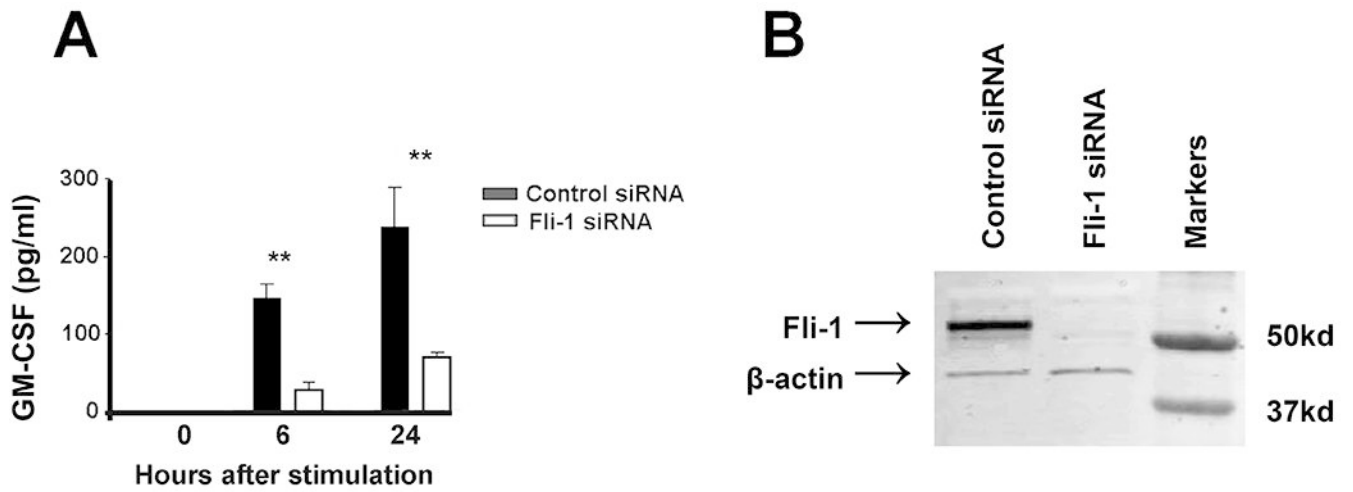 A
GM-CSF (pg/ml)
300
200
100
0
**
**
0 6 24
Hours after stimulation
Control siRNA
Fli-1 siRNA
B
Control siRNA
Fli-1 siRNA
Markers
Fli-1
β-actin
50kd
37kd